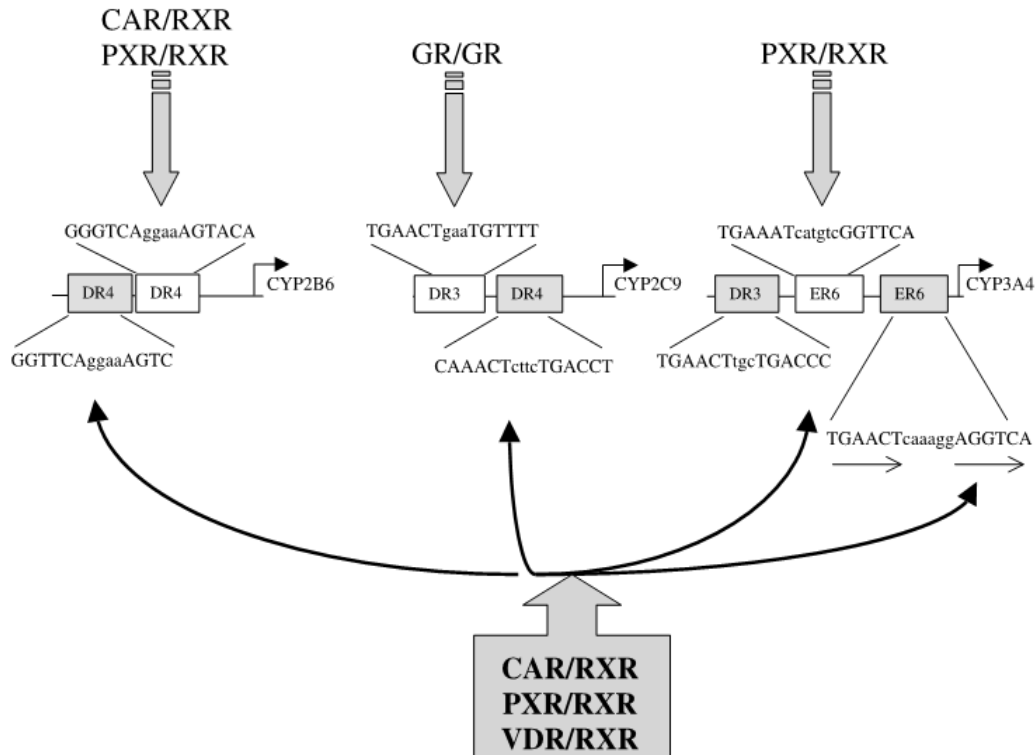 CAR/RXR
PXR/RXR
GR/GR
PXR/RXR
GGGTCAggaaAGTACA
TGAACTgaaTGTTTT
TGAAATcatgtcGGTTCA
DR4
DR4
CYP2B6
DR3
DR4
CYP2C9
DR3
ER6
ER6
CYP3A4
GGTTCAggaaAGTC
CAAACTcttcTGACCT
TGAACTtgcTGACCC
TGAACTcaaaggAGGTCA
CAR/RXR
PXR/RXR
VDR/RXR